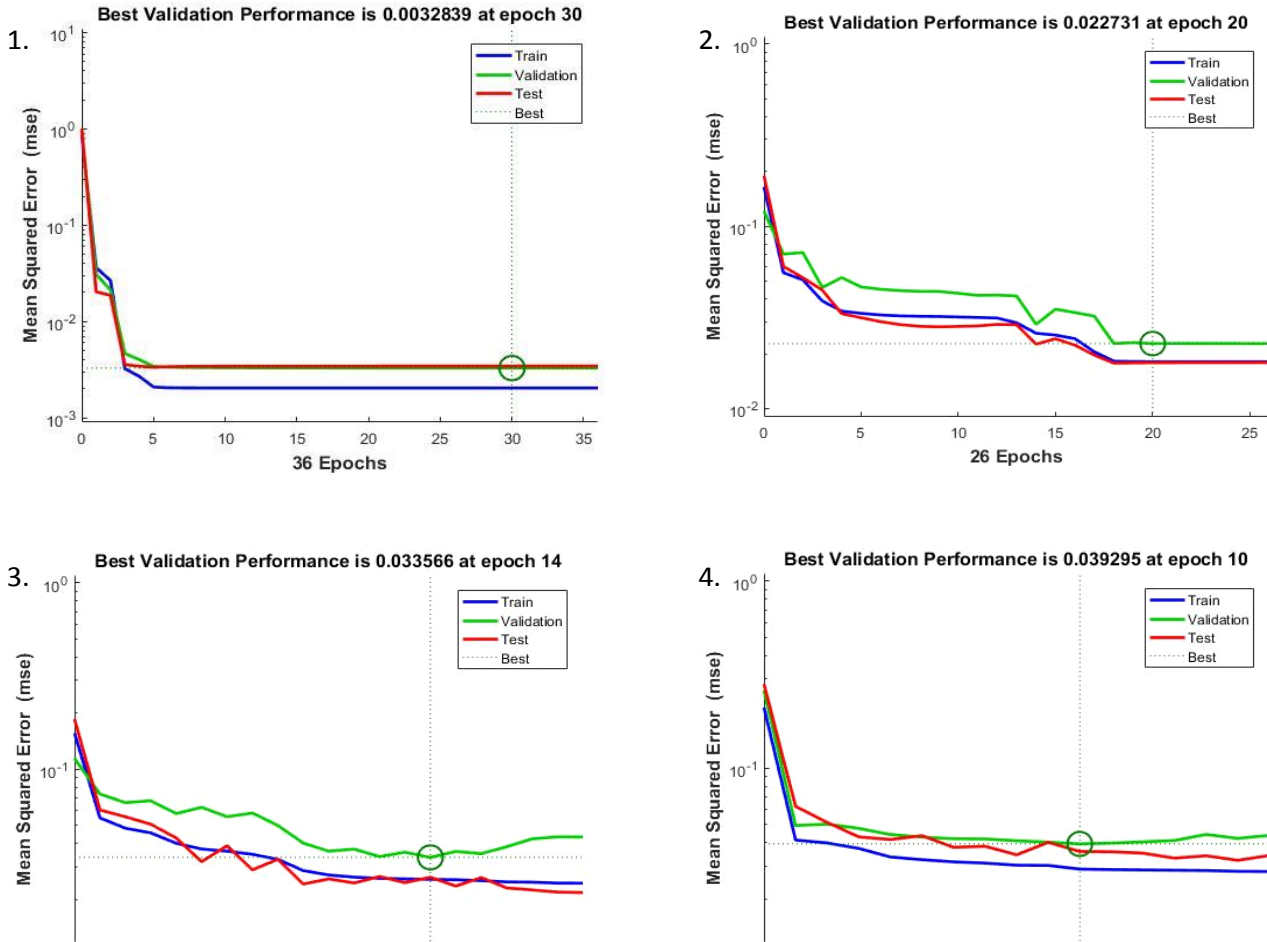 1.
Best Validation Performance is 0.0032839 at epoch 30
Mean Squared Error (mse)
10^1
10^0
10^-1
10^-2
10^-3
Train
Validation
Test
Best
0 5 10 15 20 25 30 35
36 Epochs
2.
Best Validation Performance is 0.022731 at epoch 20
Mean Squared Error (mse)
10^0
10^-1
10^-2
Train
Validation
Test
Best
0 5 10 15 20 25
26 Epochs
3.
Best Validation Performance is 0.033566 at epoch 14
Mean Squared Error (mse)
10^0
10^-1
Train
Validation
Test
Best
4.
Best Validation Performance is 0.039295 at epoch 10
Mean Squared Error (mse)
10^0
10^-1
Train
Validation
Test
Best